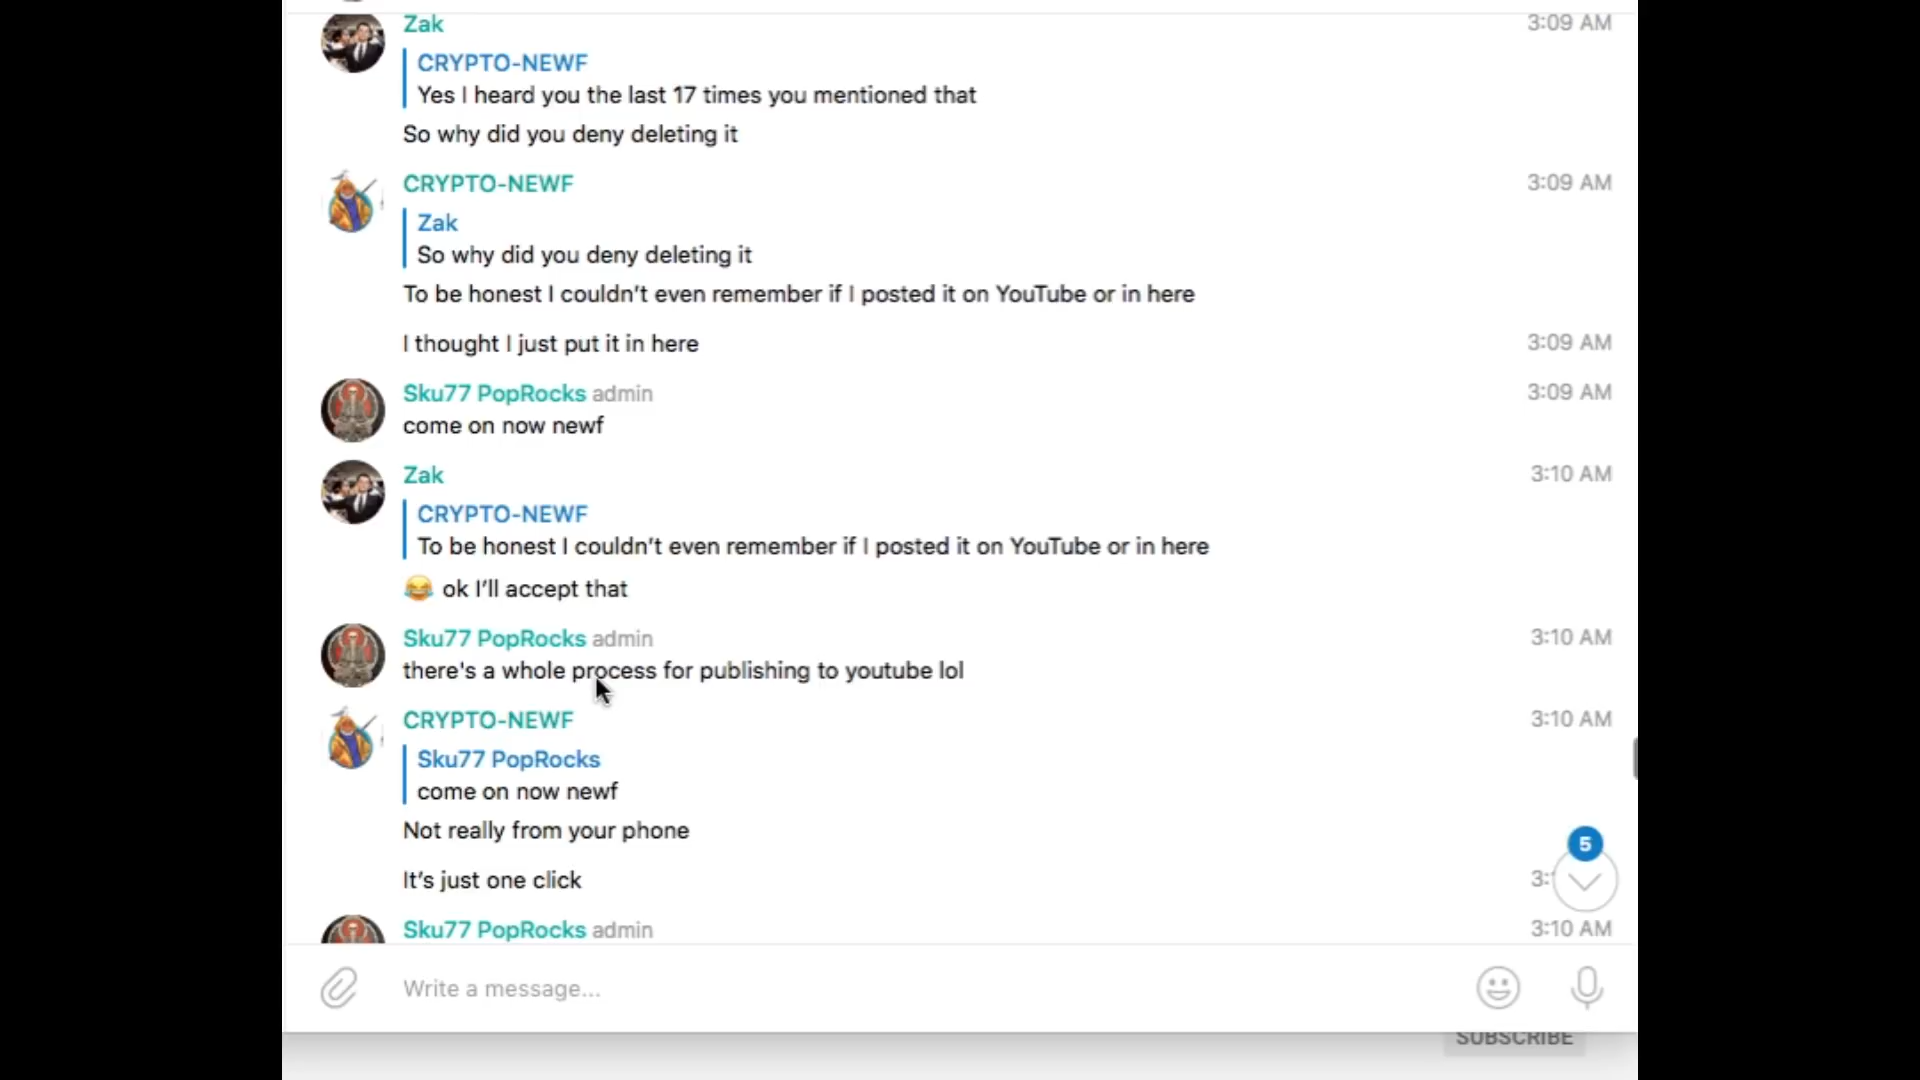 Zak 3:09 AM
CRYPTO-NEWF
Yes I heard you the last 17 times you mentioned that
So why did you deny deleting it
CRYPTO-NEWF 3:09 AM
Zak
So why did you deny deleting it
To be honest I couldn't even remember if I posted it on YouTube or in here
I thought I just put it in here 3:09 AM
Sku77 PopRocks admin 3:09 AM
come on now newf
Zak 3:10 AM
CRYPTO-NEWF
To be honest I couldn't even remember if I posted it on YouTube or in here
😂 ok I'll accept that
Sku77 PopRocks admin 3:10 AM
there's a whole process for publishing to youtube lol
CRYPTO-NEWF 3:10 AM
Sku77 PopRocks
come on now newf
Not really from your phone
5
It's just one click 3:
Sku77 PopRocks admin 3:10 AM
Write a message...
SUBSCRIBE